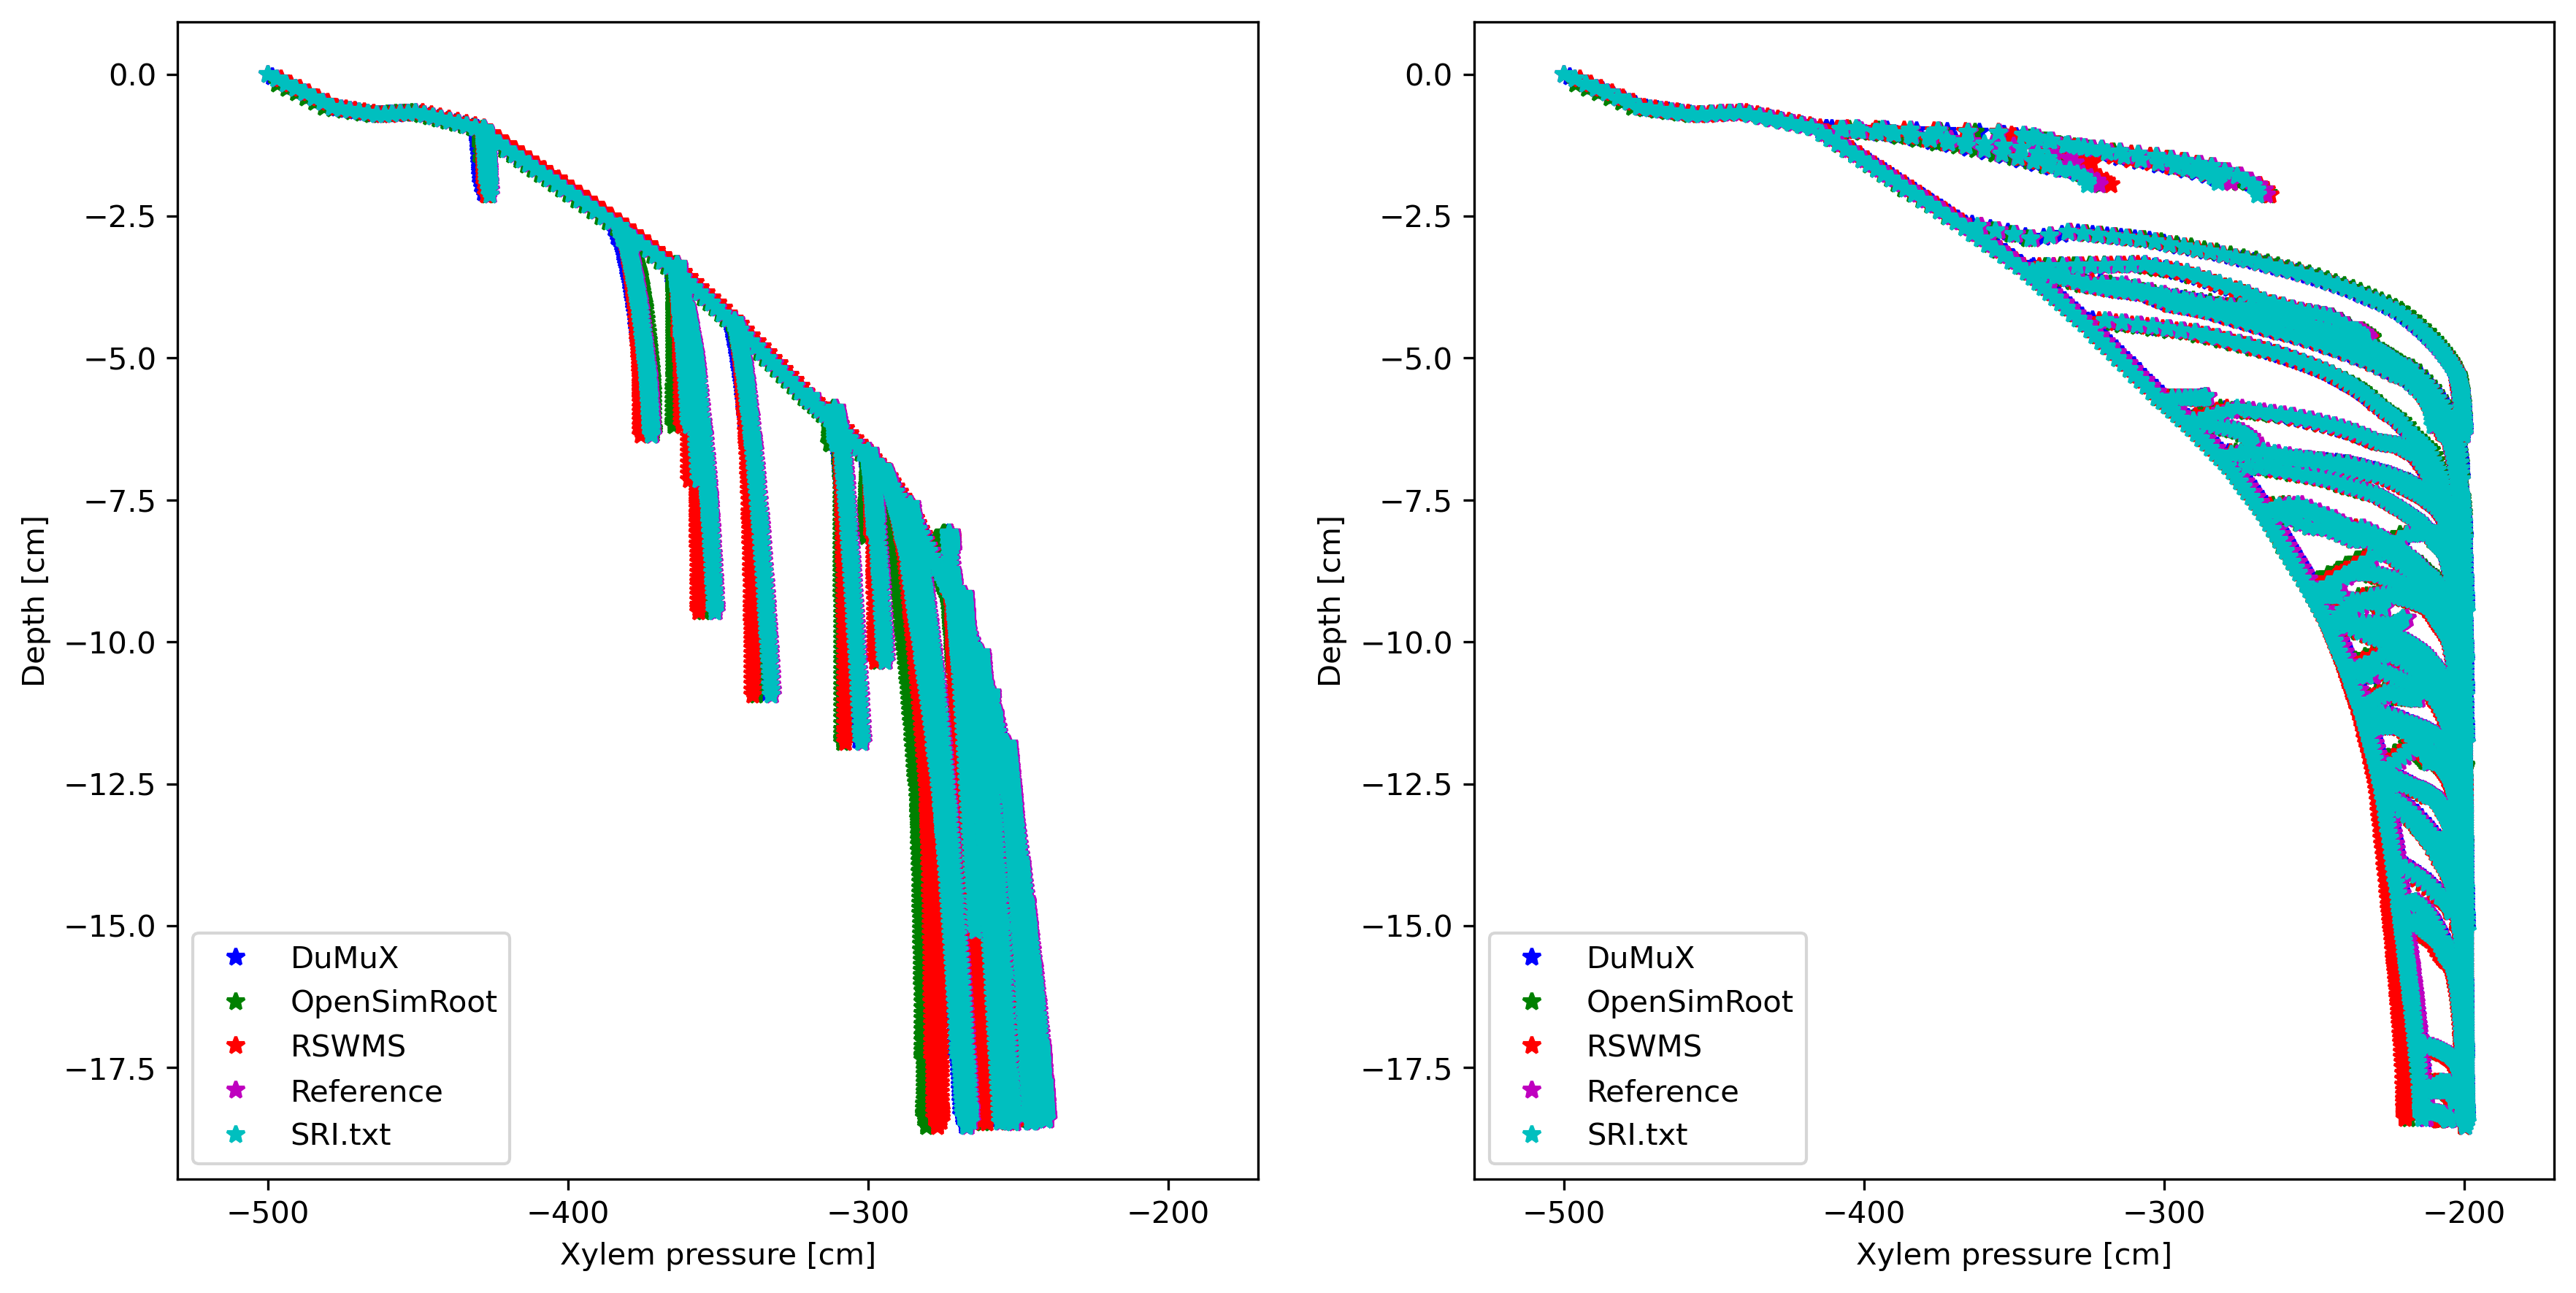 0.0
−2.5
−5.0
−7.5
−10.0
−12.5
−15.0
−17.5
Depth [cm]
−500
−400
−300
−200
Xylem pressure [cm]
DuMuX
OpenSimRoot
RSWMS
Reference
SRI.txt
0.0
−2.5
−5.0
−7.5
−10.0
−12.5
−15.0
−17.5
Depth [cm]
−500
−400
−300
−200
Xylem pressure [cm]
DuMuX
OpenSimRoot
RSWMS
Reference
SRI.txt